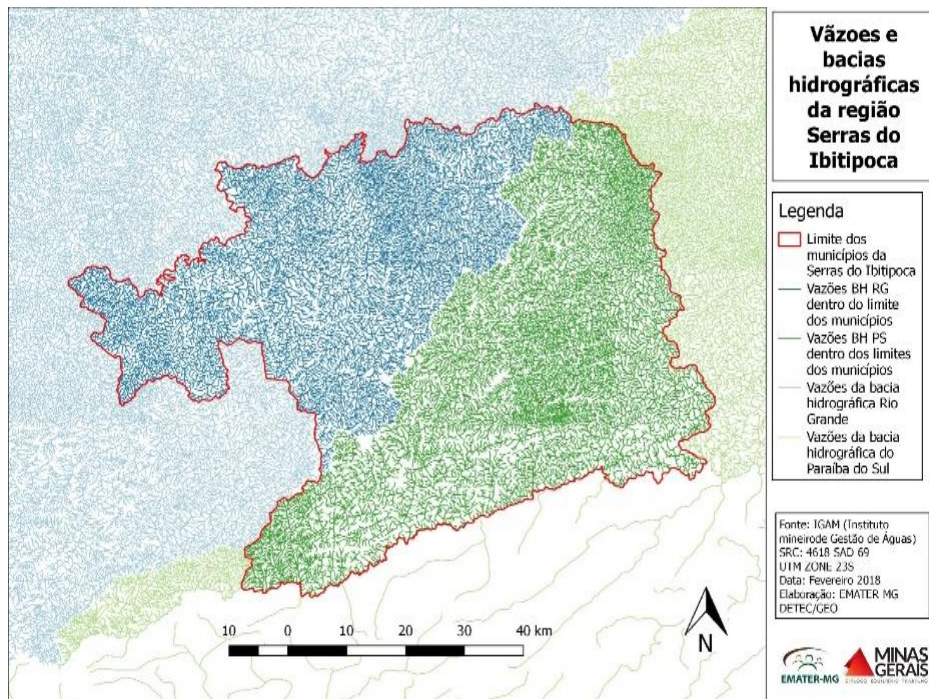 Vãzoes e
bacias
hidrográficas
da região
Serras do
Ibitipoca
Legenda
Limite dos
municípios da
Serras do Ibitipoca
Vazões BH RG
dentro do limite
dos municípios
Vazões BH PS
dentro dos limites
dos municípios
Vazões da bacia
hidrográfica Rio
Grande
Vazões da bacia
hidrográfica do
Paraíba do Sul
Fonte: IGAM (Instituto
mineirode Gestão de Águas)
SRC: 4618 SAD 69
UTM ZONE 23S
Data: Fevereiro 2018
Elaboração: EMATER MG
DETEC/GEO
10 0 10 20 30 40 km
N
EMATER-MG
MINAS
GERAIS